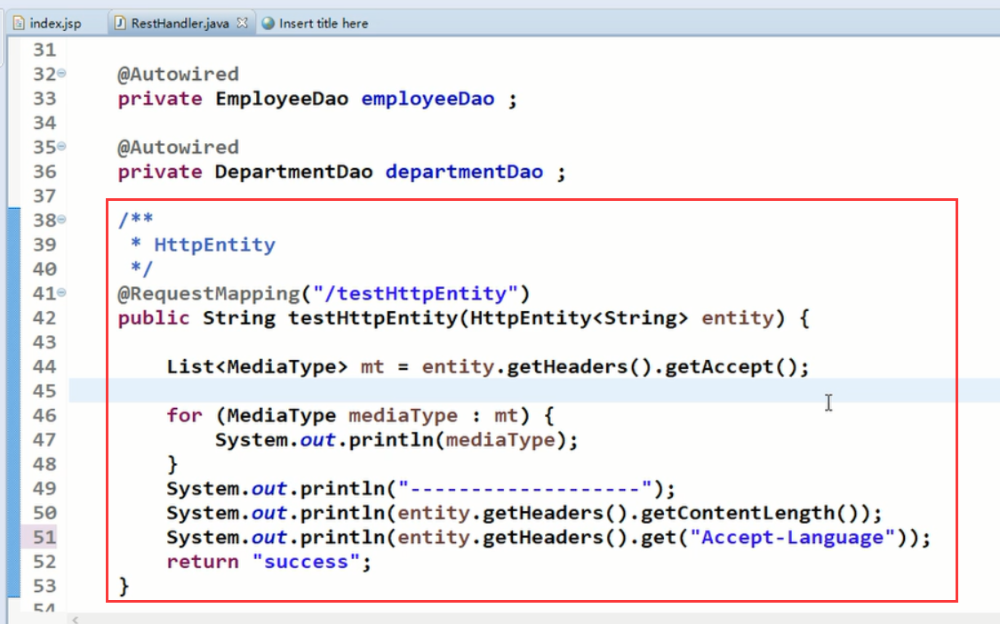 index.jsp RestHandler.java Insert title here
31
32 @Autowired
33 private EmployeeDao employeeDao ;
34
35 @Autowired
36 private DepartmentDao departmentDao ;
37
38 /**
39 * HttpEntity
40 */
41 @RequestMapping("/testHttpEntity")
42 public String testHttpEntity(HttpEntity<String> entity) {
43
44 List<MediaType> mt = entity.getHeaders().getAccept();
45
46 for (MediaType mediaType : mt) {
47 System.out.println(mediaType);
48 }
49 System.out.println("-------------------");
50 System.out.println(entity.getHeaders().getContentLength());
51 System.out.println(entity.getHeaders().get("Accept-Language"));
52 return "success";
53 }
54